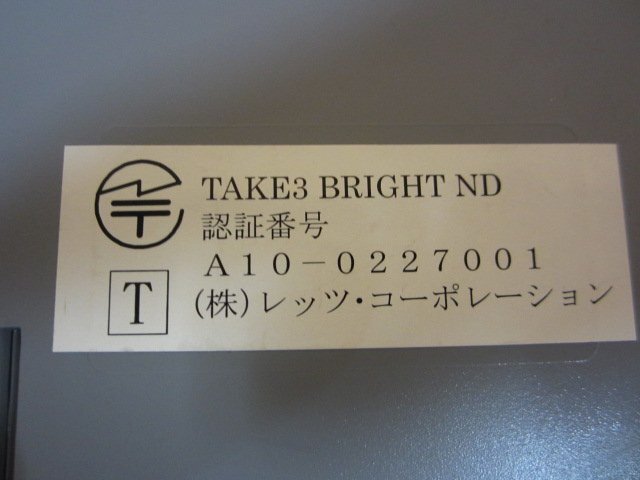 TAKE3 BRIGHT ND
認証番号
A10-0227001
T
(株)レッツ・コーポレーション